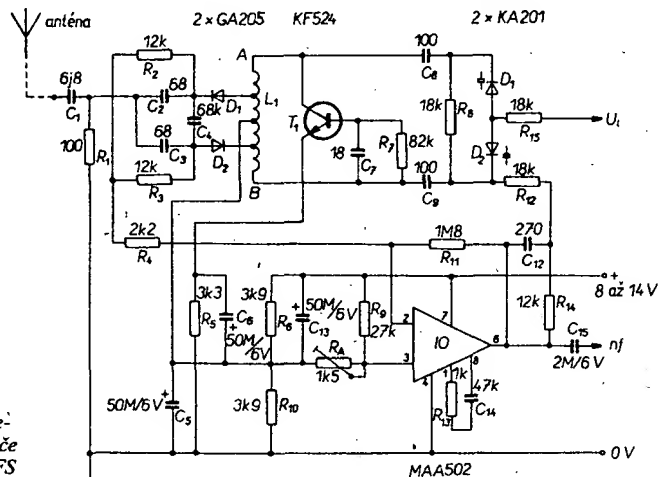 anténa
2 x GA205
KF524
2 x KA201
6j8
C1
100
R1
12k
R2
68
C2
68
C3
12k
R3
68k
C4
D1
D2
A
L1
B
T1
18
C7
R7
82k
100
C8
100
C9
18k
R8
D1
D2
18k
R15
Ui
18k
R12
2k2
R4
1M8
R11
270
C12
+
8 až 14 V
3k3
R5
C6
50M/6V
3k9
R6
50M/6V
C13
R9
27k
RA
1k5
2
3
7
IO
6
4
1
8
1k
R13
47k
C14
12k
R14
C15
2M/6V
nf
50M/6V
C5
3k9
R10
0 V
MAA502
če
FS